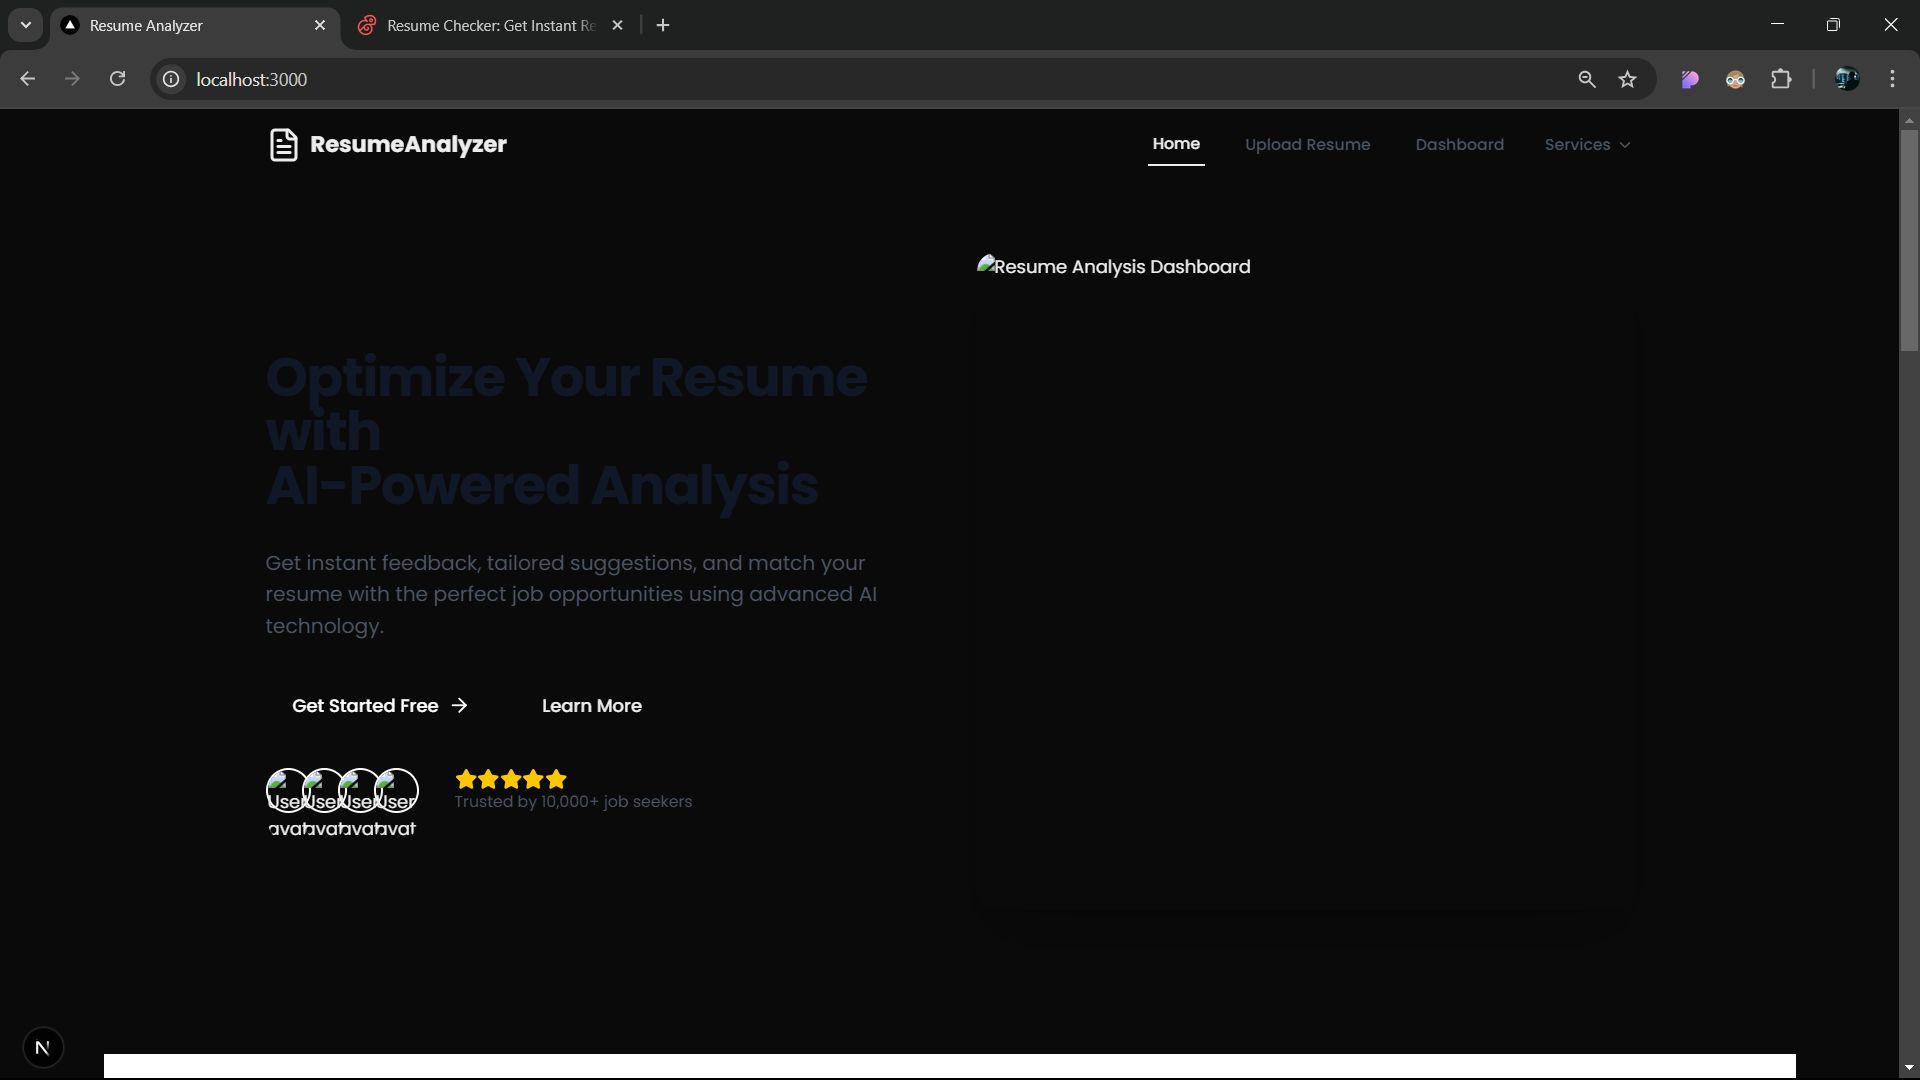 Resume Analyzer
Resume Checker: Get Instant Re
localhost:3000
ResumeAnalyzer
Home
Upload Resume
Dashboard
Services
Resume Analysis Dashboard
Optimize Your Resume
with
AI-Powered Analysis
Get instant feedback, tailored suggestions, and match your
resume with the perfect job opportunities using advanced AI
technology.
Get Started Free
Learn More
User User User User
avat avat avat avat
Trusted by 10,000+ job seekers
N